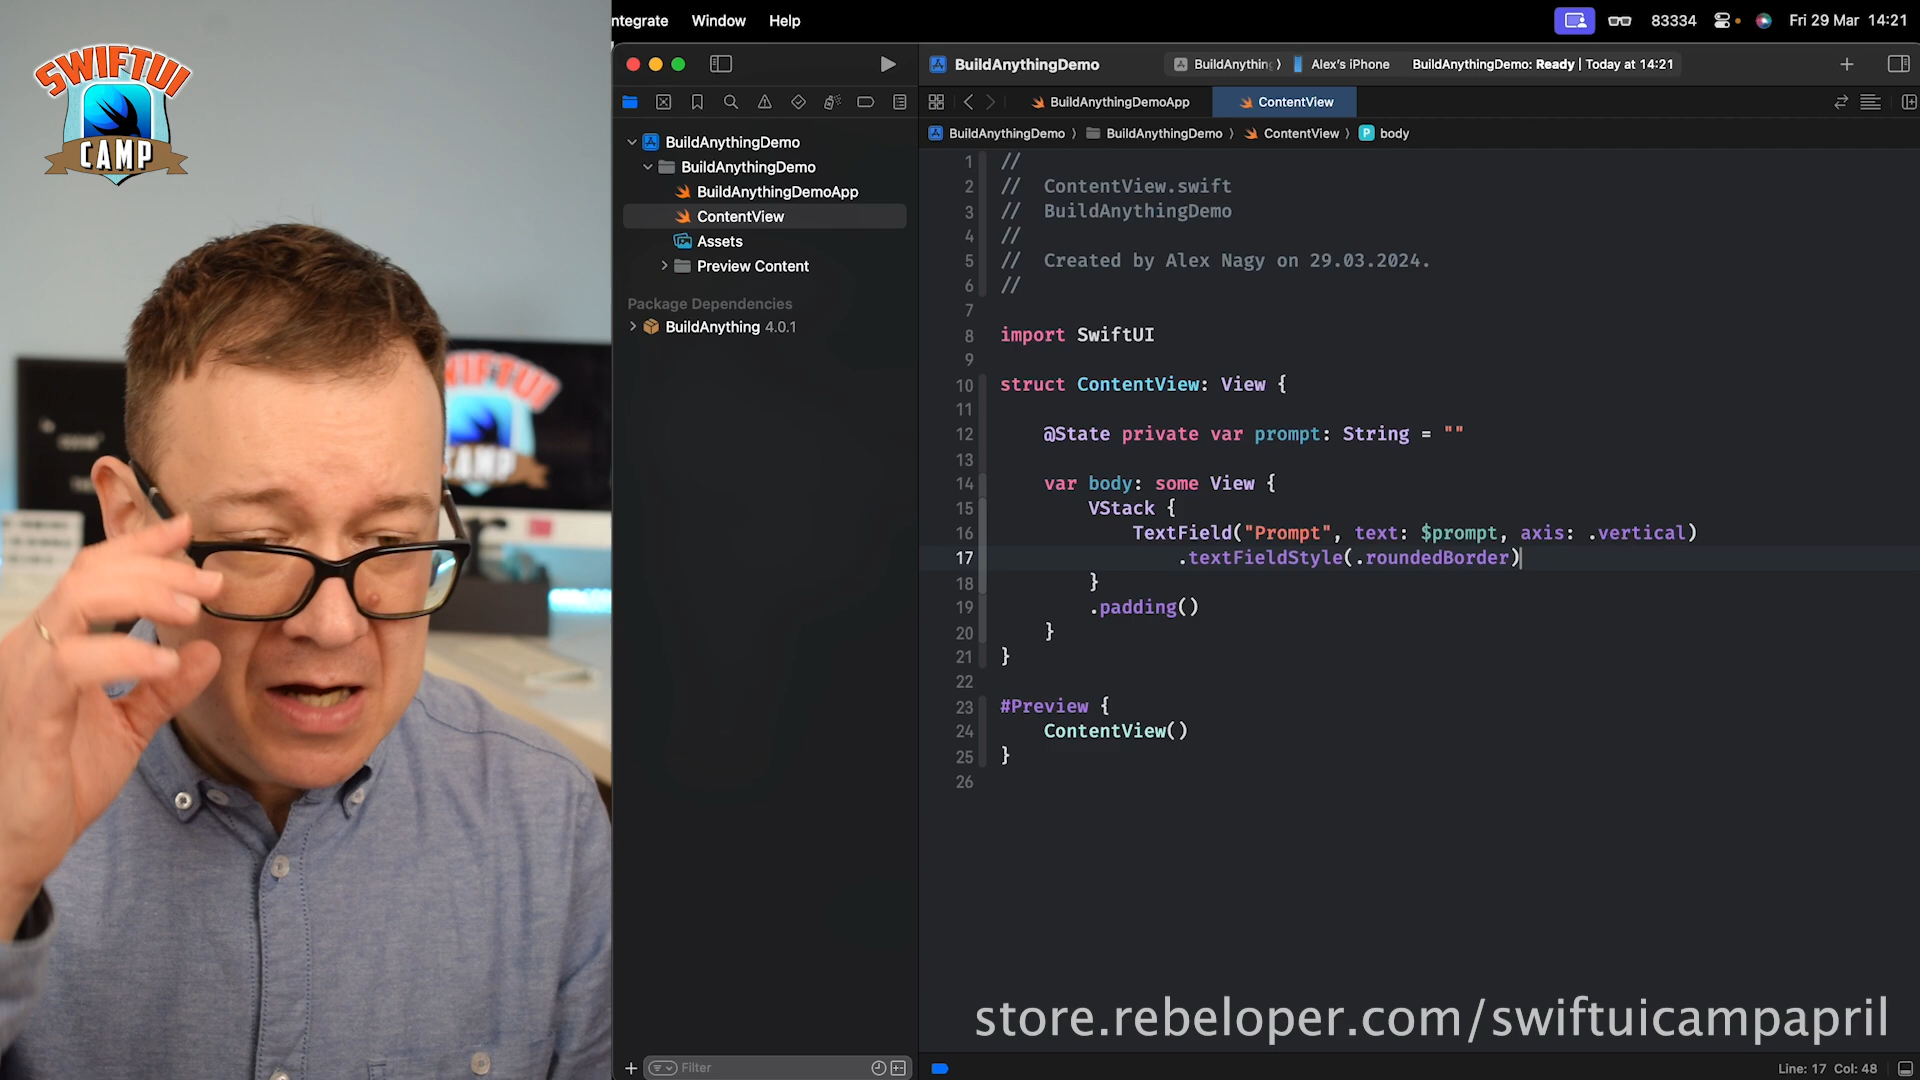 SWIFTUI
CAMP
SWIFTUI
CAMP
ntegrate Window Help
83334 Fri 29 Mar 14:21
BuildAnythingDemo
BuildAnythin
Alex's iPhone
BuildAnythingDemo: Ready | Today at 14:21
BuildAnythingDemoApp
ContentView
BuildAnythingDemo BuildAnythingDemo ContentView P body
BuildAnythingDemo
BuildAnythingDemo
BuildAnythingDemoApp
ContentView
Assets
Preview Content
Package Dependencies
BuildAnything 4.0.1
1 //
2 // ContentView.swift
3 // BuildAnythingDemo
4 //
5 // Created by Alex Nagy on 29.03.2024.
6 //
7
8 import SwiftUI
9
10 struct ContentView: View {
11
12 @State private var prompt: String = ""
13
14 var body: some View {
15 VStack {
16 TextField("Prompt", text: $prompt, axis: .vertical)
17 .textFieldStyle(.roundedBorder)
18 }
19 .padding()
20 }
21 }
22
23 #Preview {
24 ContentView()
25 }
26
store.rebeloper.com/swiftuicampapril
Filter
Line: 17 Col: 48